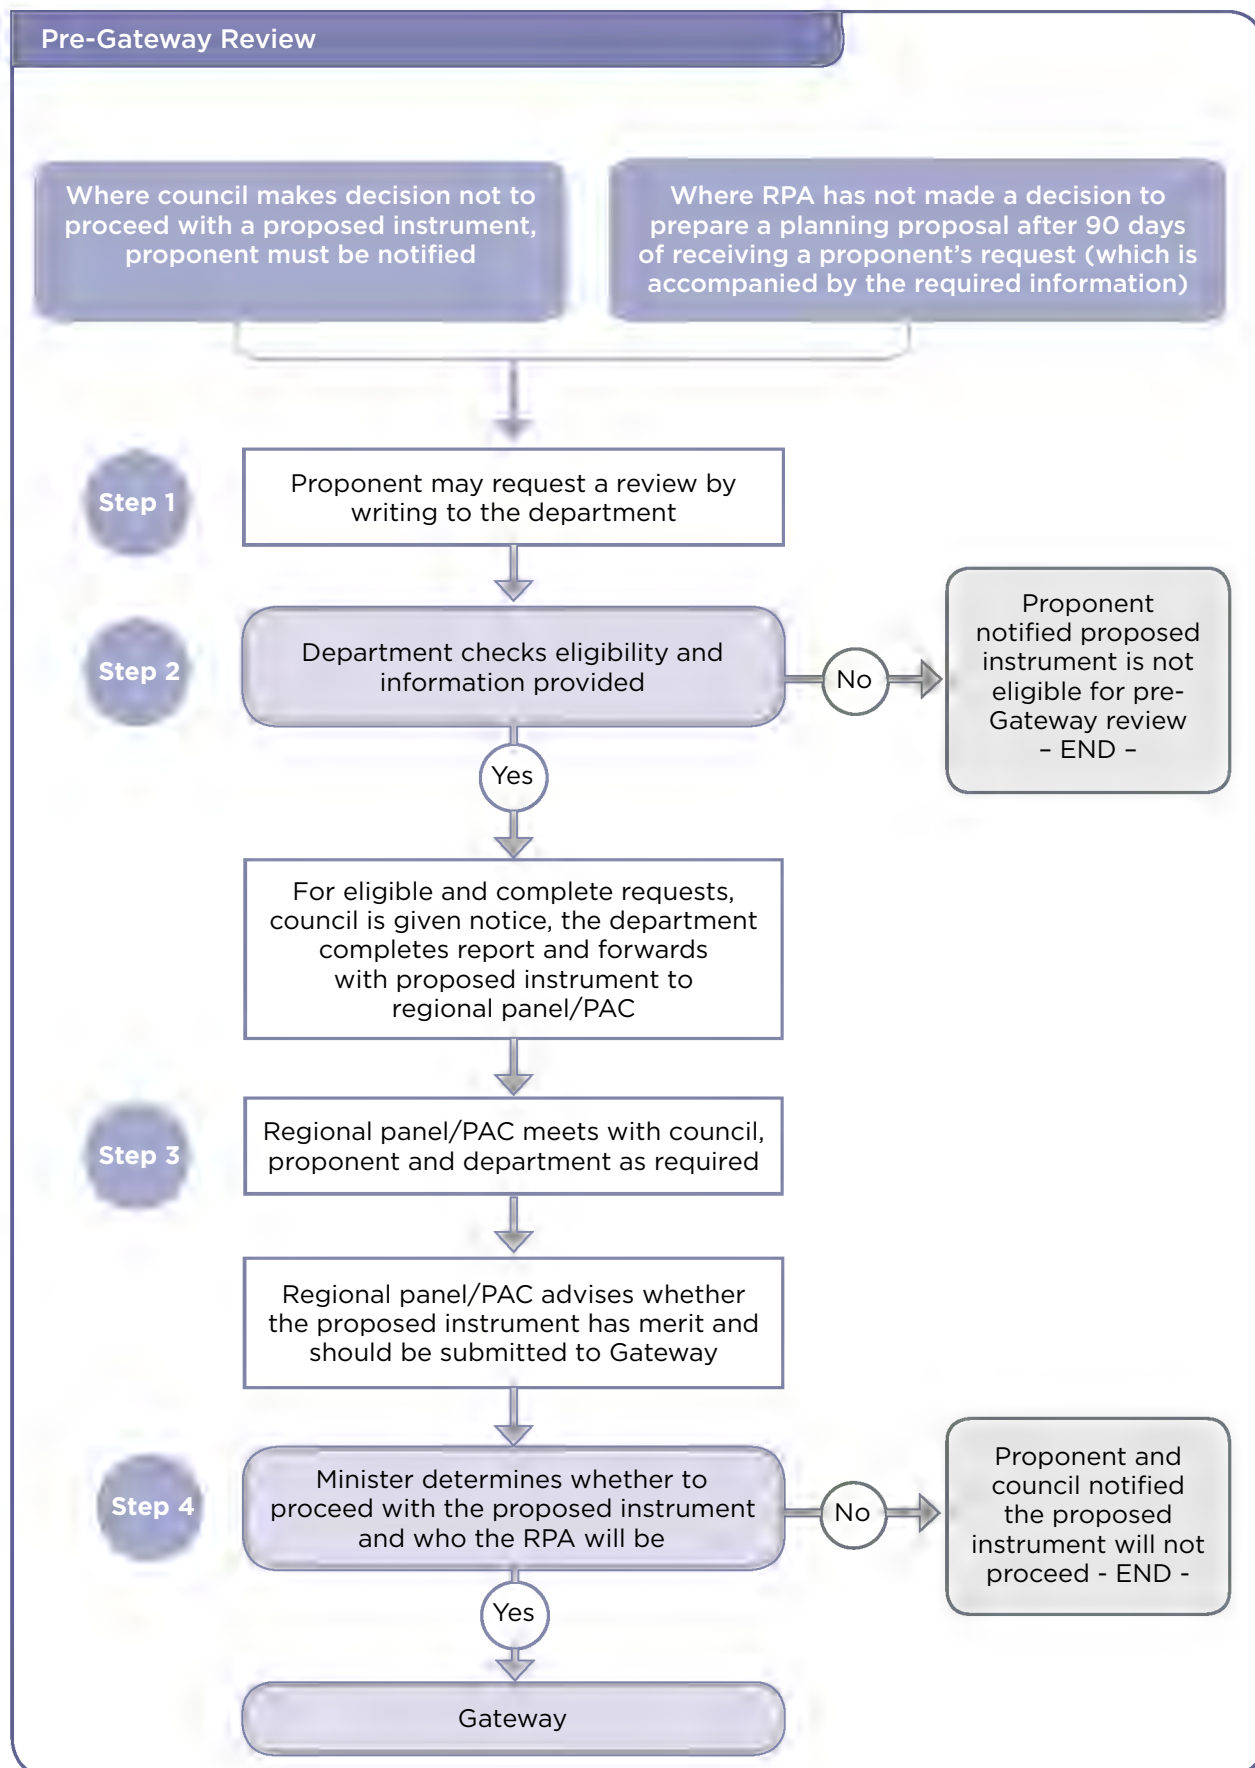 Pre-Gateway Review
Where council makes decision not to
proceed with a proposed instrument,
proponent must be notified
Where RPA has not made a decision to
prepare a planning proposal after 90 days
of receiving a proponent's request (which is
accompanied by the required information)
Step 1
Proponent may request a review by
writing to the department
Step 2
Department checks eligibility and
information provided
No
Proponent
notified proposed
instrument is not
eligible for pre-
Gateway review
– END –
Yes
For eligible and complete requests,
council is given notice, the department
completes report and forwards
with proposed instrument to
regional panel/PAC
Step 3
Regional panel/PAC meets with council,
proponent and department as required
Regional panel/PAC advises whether
the proposed instrument has merit and
should be submitted to Gateway
Step 4
Minister determines whether to
proceed with the proposed instrument
and who the RPA will be
No
Proponent and
council notified
the proposed
instrument will not
proceed - END -
Yes
Gateway